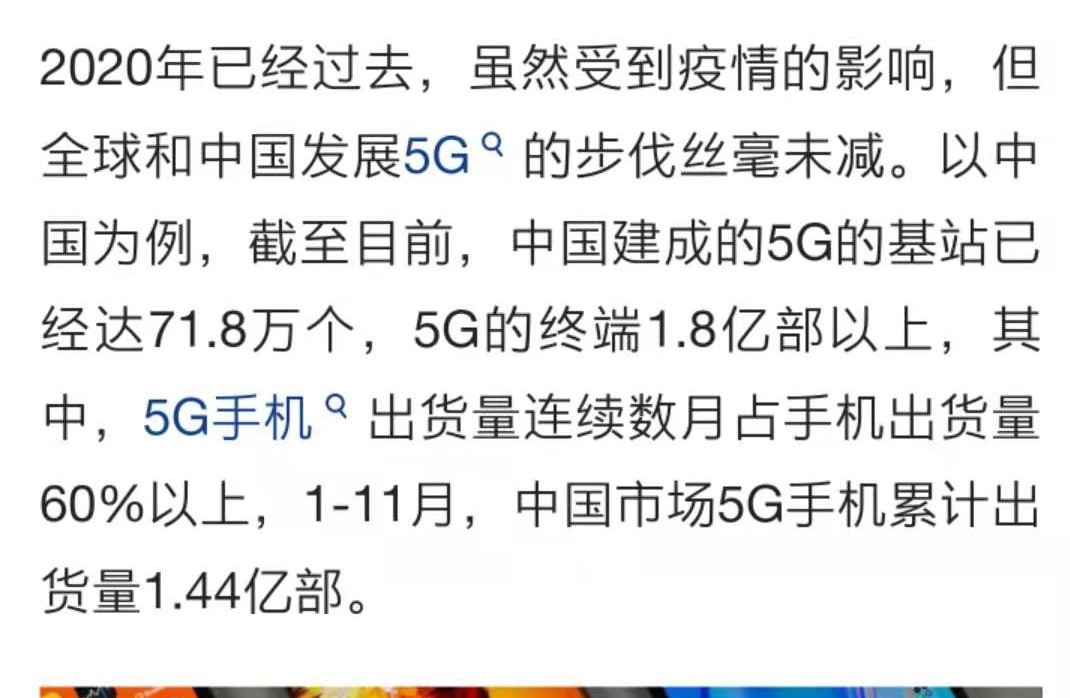 2020年已经过去，虽然受到疫情的影响，但
全球和中国发展5G 的步伐丝毫未减。以中
国为例，截至目前，中国建成的5G的基站已
经达71.8万个，5G的终端1.8亿部以上，其
中，5G手机 出货量连续数月占手机出货量
60%以上，1-11月，中国市场5G手机累计出
货量1.44亿部。